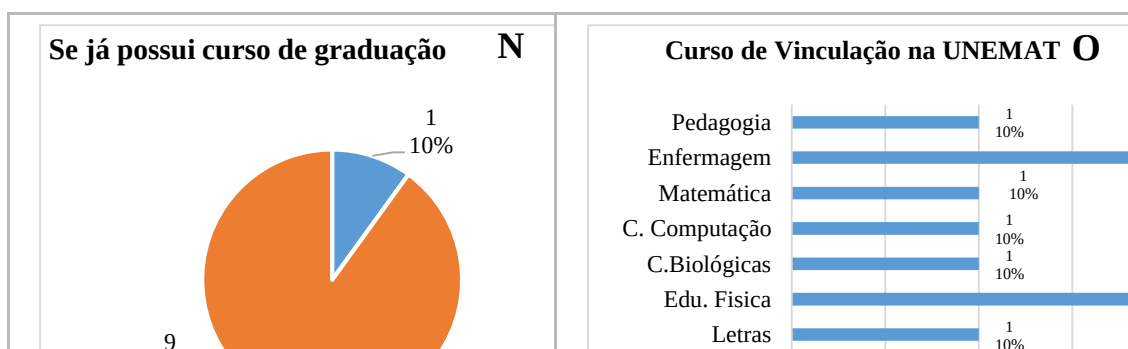 Se já possui curso de graduação N
1
10%
9
Curso de Vinculação na UNEMAT O
Pedagogia 1
10%
Enfermagem
Matemática 1
10%
C. Computação 1
10%
C.Biológicas 1
10%
Edu. Fisica
Letras 1
10%